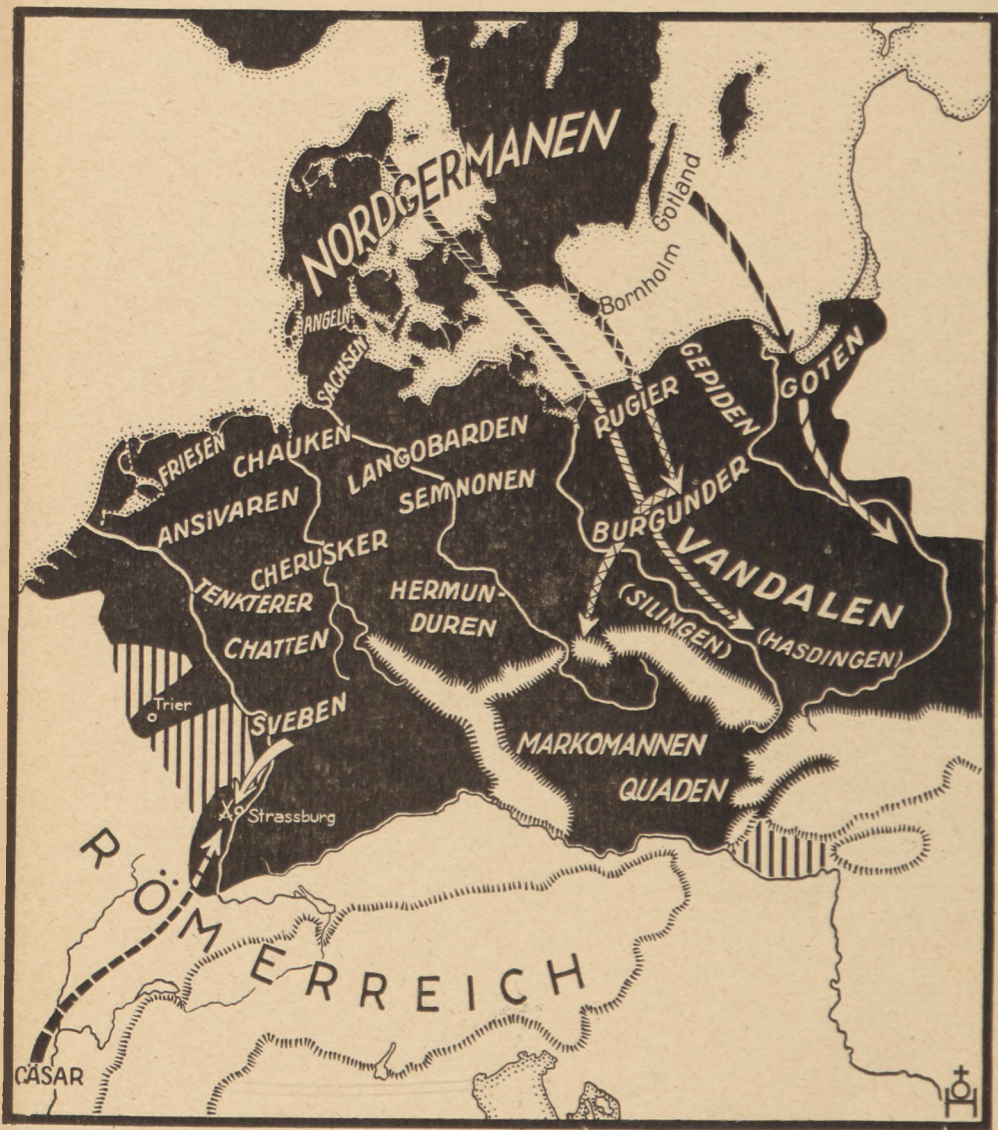 NORDGERMANEN
Gotland
Bornholm
ANGELN
SACHSEN
GEPIDEN
GOTEN
RUGIER
FRIESEN
CHAUKEN
LANGOBARDEN
SEMNONEN
ANSiVAREN
BURGUNDER
CHERUSKER
VANDALEN
TENKTERER
HERMUN-
DUREN
(SILINGEN)
(HASDINGEN)
CHATTEN
Trier
SVEBEN
MARKOMANNEN
QUADEN
Strassburg
RÖMERREICH
CÄSAR